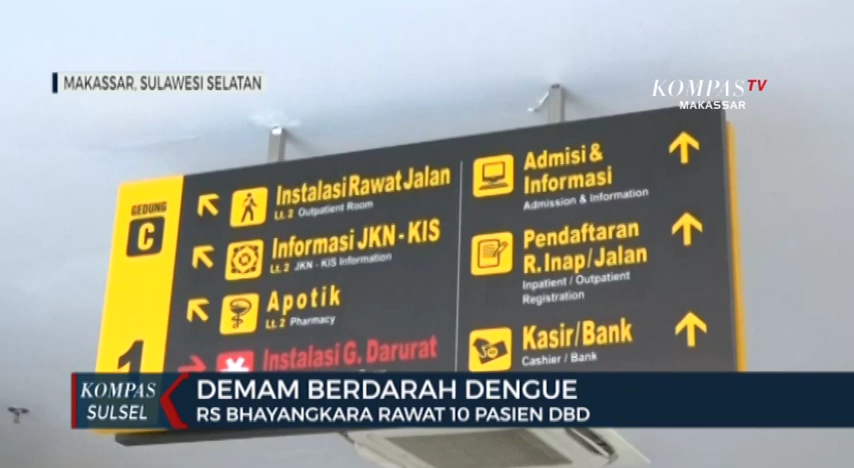 MAKASSAR, SULAWESI SELATAN
KOMPAS TV
MAKASSAR
GEDUNG
C
1
Instalasi Rawat Jalan
Lt. 2 Outpatient Room
Informasi JKN - KIS
Lt. 2 JKN - KIS Information
Apotik
Lt. 2 Pharmacy
Instalasi G. Darurat
Admisi &
Informasi
Admission & Information
Pendaftaran
R. Inap / Jalan
Inpatient / Outpatient
Registration
Kasir/Bank
Cashier / Bank
KOMPAS
SULSEL
DEMAM BERDARAH DENGUE
RS BHAYANGKARA RAWAT 10 PASIEN DBD